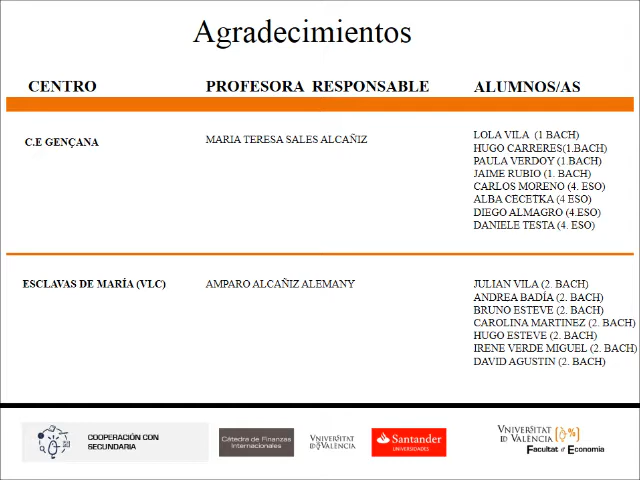 Agradecimientos
CENTRO PROFESORA RESPONSABLE ALUMNOS/AS
C.E GENÇANA
MARIA TERESA SALES ALCAÑIZ
LOLA VILA (1 BACH)
HUGO CARRERES(1.BACH)
PAULA VERDOY (1.BACH)
JAIME RUBIO (1. BACH)
CARLOS MORENO (4. ESO)
ALBA CECETKA (4 ESO)
DIEGO ALMAGRO (4.ESO)
DANIELE TESTA (4. ESO)
ESCLAVAS DE MARÍA (VLC)
AMPARO ALCAÑIZ ALEMANY
JULIAN VILA (2. BACH)
ANDREA BADÍA (2. BACH)
BRUNO ESTEVE (2. BACH)
CAROLINA MARTINEZ (2. BACH)
HUGO ESTEVE (2. BACH)
IRENE VERDE MIGUEL (2. BACH)
DAVID AGUSTIN (2. BACH)
COOPERACIÓN CON
SECUNDARIA
Cátedra de Finanzas
Internacionales
VNIVERSITAT
ID VALÈNCIA
Santander
UNIVERSIDADES
VNIVERSITAT
ID VALÈNCIA
Facultat d'Economia